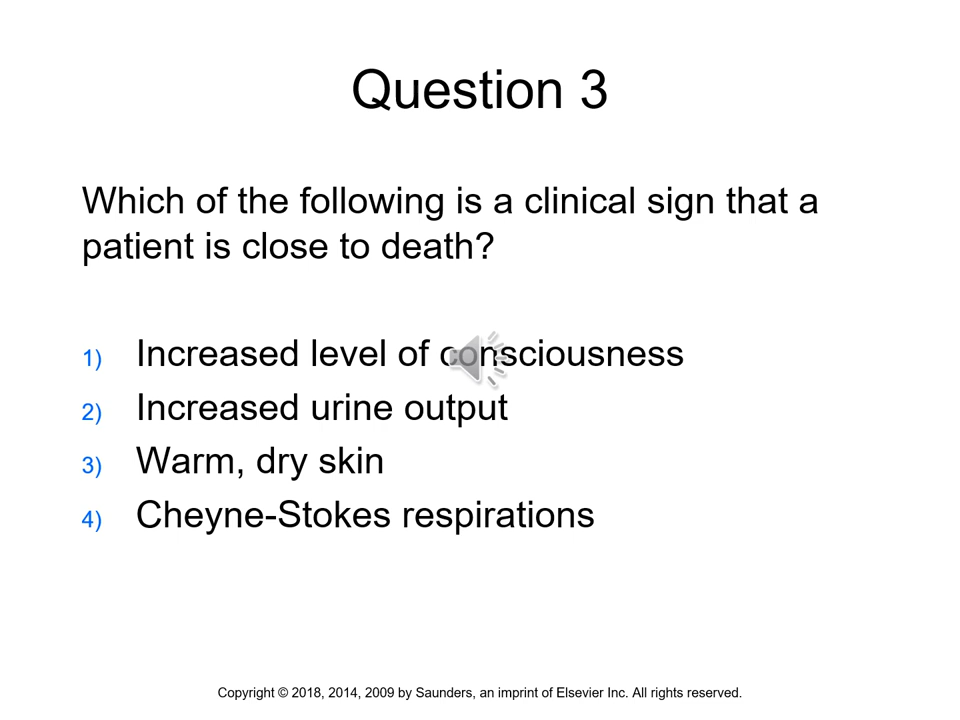 Question 3
Which of the following is a clinical sign that a
patient is close to death?
1) Increased level of consciousness
2) Increased urine output
3) Warm, dry skin
4) Cheyne-Stokes respirations
Copyright © 2018, 2014, 2009 by Saunders, an imprint of Elsevier Inc. All rights reserved.